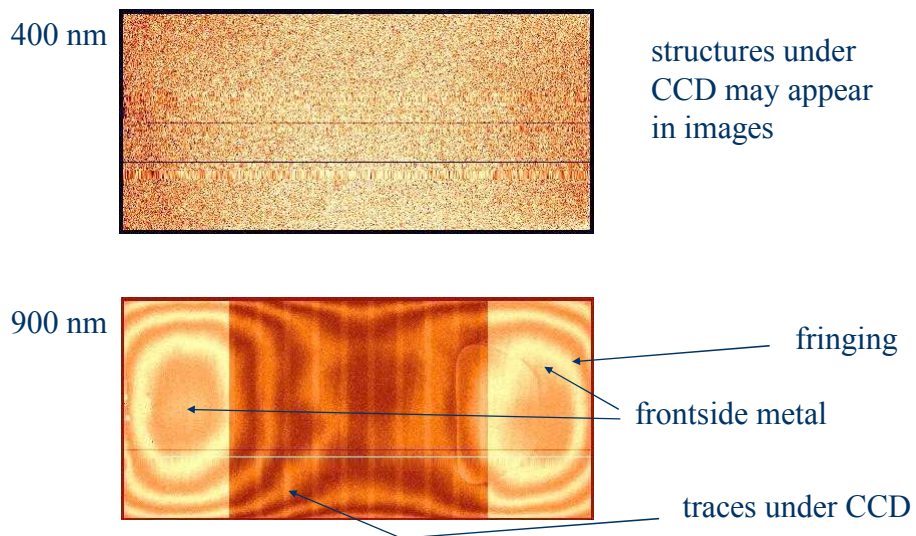 400 nm
structures under
CCD may appear
in images
900 nm
fringing
frontside metal
traces under CCD